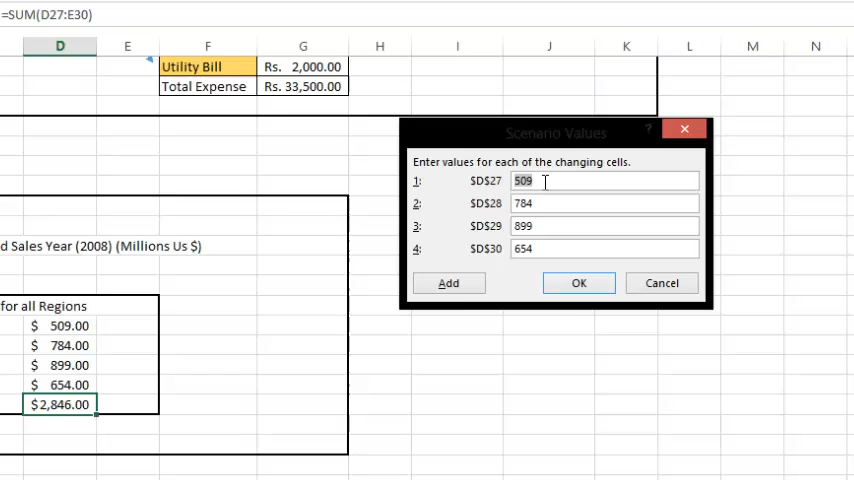 =SUM(D27:E30)
D E F G H I J K L M N
Utility Bill Rs. 2,000.00
Total Expense Rs. 33,500.00
Scenario Values ? ×
Enter values for each of the changing cells.
1: $D$27 509
2: $D$28 784
3: $D$29 899
4: $D$30 654
Add OK Cancel
d Sales Year (2008) (Millions Us $)
for all Regions
$ 509.00
$ 784.00
$ 899.00
$ 654.00
$2,846.00